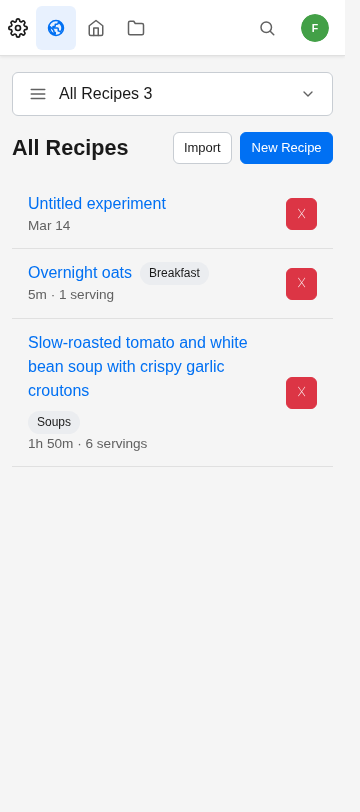 F
All Recipes 3
All Recipes
Import
New Recipe
Untitled experiment
Mar 14
X
Overnight oats Breakfast
5m · 1 serving
X
Slow-roasted tomato and white
bean soup with crispy garlic
croutons
Soups
1h 50m · 6 servings
X